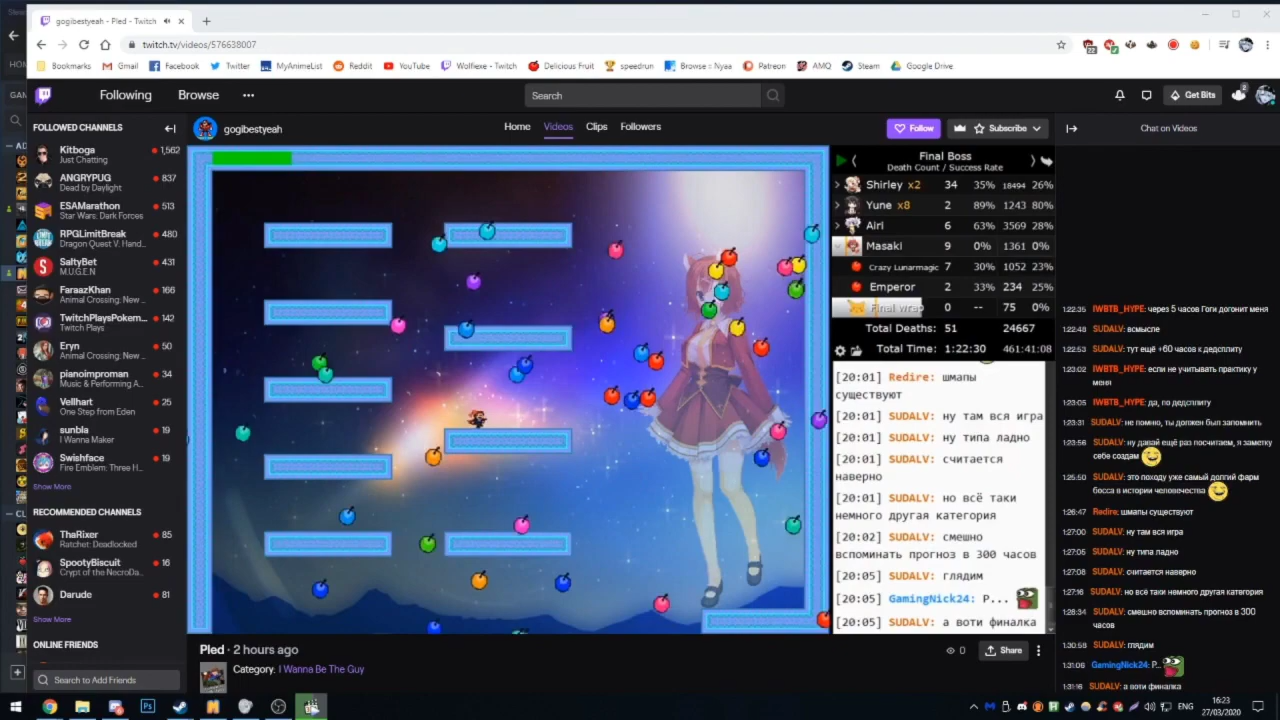 gogibestyeah - Pled - Twitch
twitch.tv/videos/576638007
Bookmarks Gmail Facebook Twitter MyAnimeList Reddit YouTube Wolfiexe - Twitch Delicious Fruit speedrun Browse :: Nyaa Patreon AMQ Steam Google Drive
Following Browse Search Get Bits
FOLLOWED CHANNELS
gogibestyeah Home Videos Clips Followers Follow Subscribe Chat on Videos
Kitboga 1,562
Just Chatting
ANGRYPUG 837
Dead by Daylight
ESAMarathon 513
Star Wars: Dark Forces
RPGLimitBreak 480
Dragon Quest V: Hand...
SaltyBet 431
M.U.G.E.N
FaraazKhan 166
Animal Crossing: New ...
TwitchPlaysPokem... 142
Twitch Plays
Eryn 50
Animal Crossing: New ...
pianoimproman 34
Music & Performing A...
Vellhart 25
One Step from Eden
sunbla 19
I Wanna Maker
Swishface 19
Fire Emblem: Three H...
Show More
RECOMMENDED CHANNELS
ThaRixer 85
Ratchet: Deadlocked
SpootyBiscuit 16
Crypt of the NecroDa...
Darude 81
Show More
ONLINE FRIENDS
Search to Add Friends
Final Boss
Death Count / Success Rate
Shirley x2 34 35% 18494 26%
Yune x8 2 89% 1243 80%
Airi 6 63% 3569 28%
Masaki 9 0% 1361 0%
Crazy Lunarmagic 7 30% 1052 23%
Emperor 2 33% 234 25%
Final wrap 0 -- 75 0%
Total Deaths: 51 24667
Total Time: 1:22:30 461:41:08
[20:01] Redire: шмапы
существуют
[20:01] SUDALV: ну там вся игра
[20:01] SUDALV: ну типа ладно
[20:01] SUDALV: считается
наверно
[20:01] SUDALV: но всё таки
немного другая категория
[20:02] SUDALV: смешно
вспоминать прогноз в 300 часов
[20:05] SUDALV: глядим
[20:05] GamingNick24: P...
[20:05] SUDALV: а воти финалка
1:22:35 IWBTB_HYPE: через 5 часов Гоги догонит меня
1:22:48 SUDALV: всмысле
1:22:53 SUDALV: тут ещё +60 часов к дедсплиту
1:23:02 IWBTB_HYPE: если не учитывать практику у
меня
1:23:05 IWBTB_HYPE: да, по дедсплиту
1:23:31 SUDALV: не помню, ты должен был запомнить
1:23:56 SUDALV: ну давай ещё раз посчитаем, я заметку
себе создам
1:25:50 SUDALV: это походу уже самый долгий фарм
босса в истории человечества
1:26:47 Redire: шмапы существуют
1:27:00 SUDALV: ну там вся игра
1:27:06 SUDALV: ну типа ладно
1:27:08 SUDALV: считается наверно
1:27:16 SUDALV: но всё таки немного другая категория
1:28:34 SUDALV: смешно вспоминать прогноз в 300
часов
1:30:58 SUDALV: глядим
1:31:06 GamingNick24: P...
1:31:16 SUDALV: а воти финалка
Pled · 2 hours ago 0 Share
Category: I Wanna Be The Guy
ENG 16:23
27/03/2020